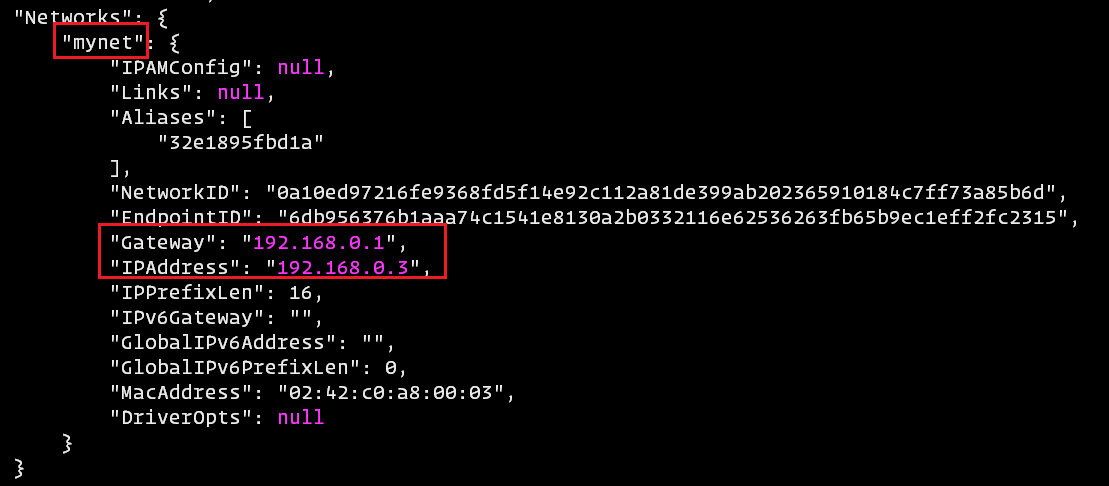 "Networks": {
"mynet": {
"IPAMConfig": null,
"Links": null,
"Aliases": [
"32e1895fbd1a"
],
"NetworkID": "0a10ed97216fe9368fd5f14e92c112a81de399ab202365910184c7ff73a85b6d",
"EndpointID": "6db956376b1aaa74c1541e8130a2b0332116e62536263fb65b9ec1eff2fc2315",
"Gateway": "192.168.0.1",
"IPAddress": "192.168.0.3",
"IPPrefixLen": 16,
"IPv6Gateway": "",
"GlobalIPv6Address": "",
"GlobalIPv6PrefixLen": 0,
"MacAddress": "02:42:c0:a8:00:03",
"DriverOpts": null
}
}